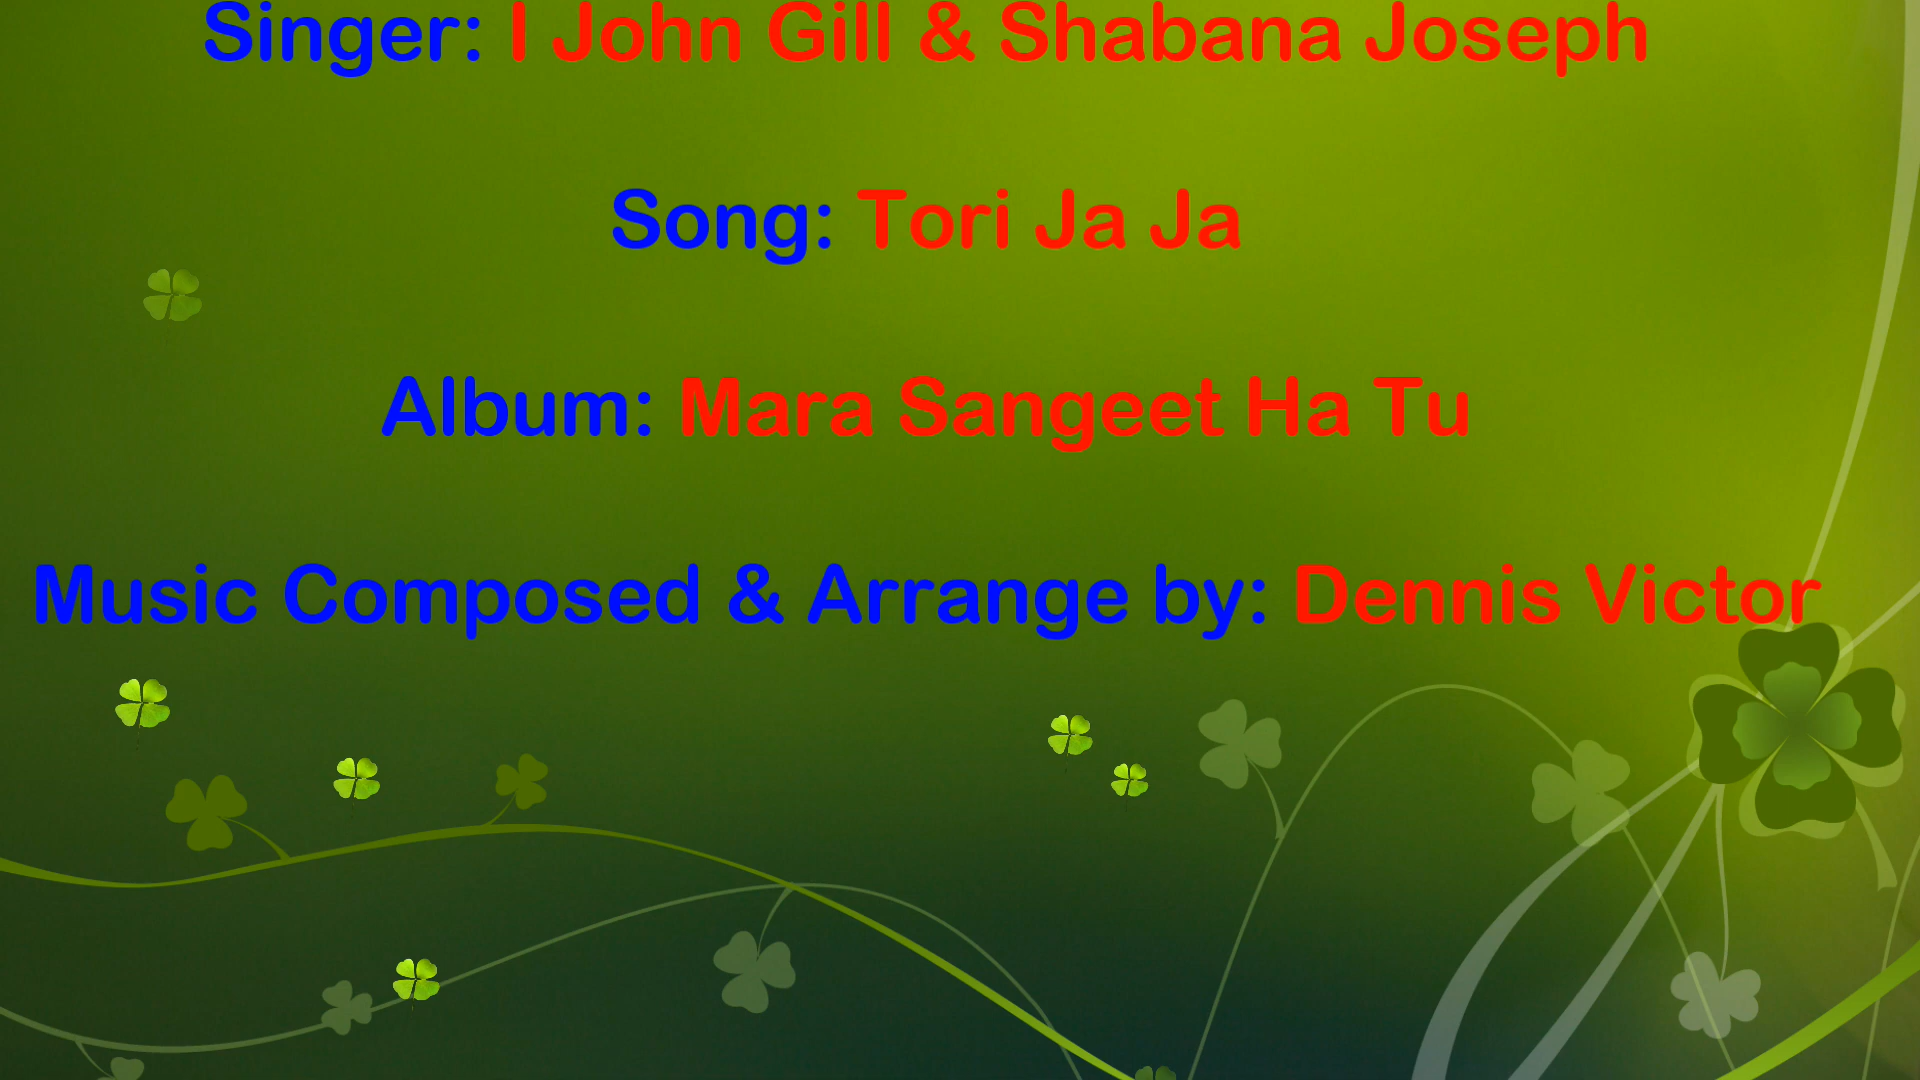 Singer: I John Gill & Shabana Joseph
Song: Tori Ja Ja
Album: Mara Sangeet Ha Tu
Music Composed & Arrange by: Dennis Victor